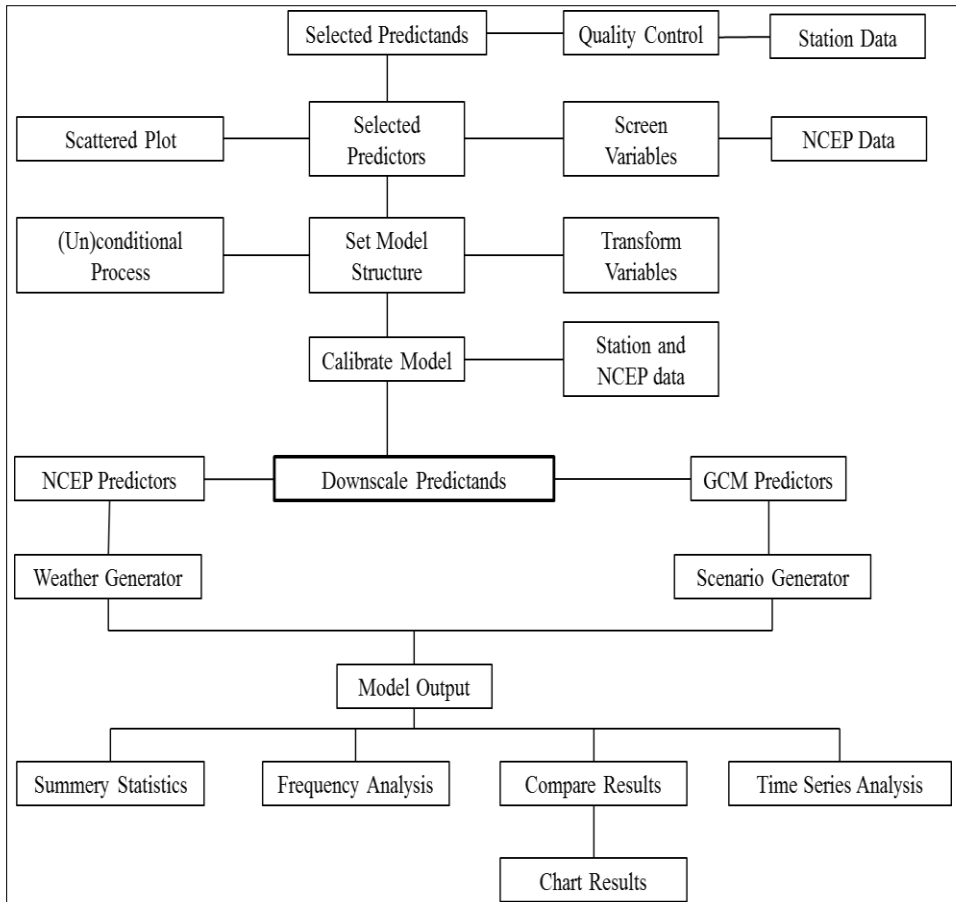 Selected Predictands
Quality Control
Station Data
Scattered Plot
Selected
Predictors
Screen
Variables
NCEP Data
(Un)conditional
Process
Set Model
Structure
Transform
Variables
Calibrate Model
Station and
NCEP data
NCEP Predictors
Downscale Predictands
GCM Predictors
Weather Generator
Scenario Generator
Model Output
Summery Statistics
Frequency Analysis
Compare Results
Time Series Analysis
Chart Results